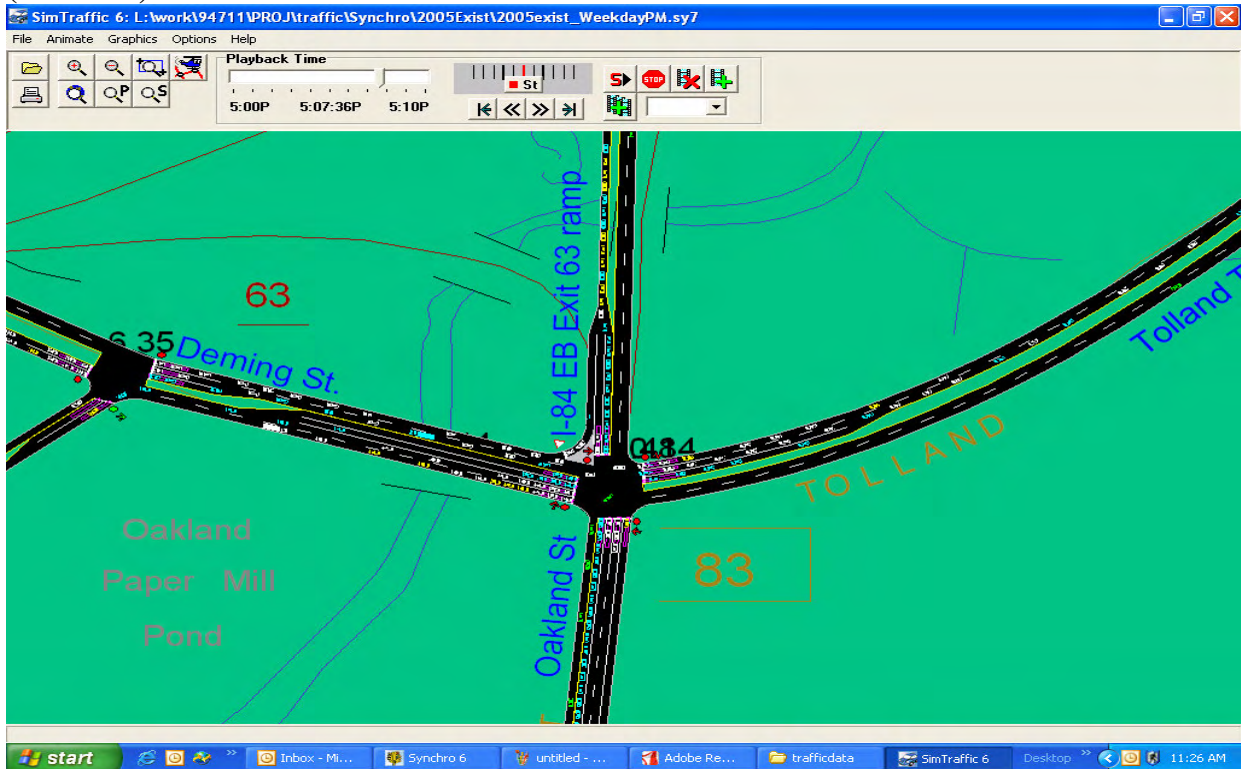 SimTraffic 6: L:\work\94711\PROJ\traffic\Synchro\2005Exist\2005exist_WeekdayPM.sy7
File Animate Graphics Options Help
Playback Time
5:00P 5:07:36P 5:10P
St
S
STOP
P
S
I-84 EB Exit 63 ramp
63
6.35
Deming St.
Tolland T
TOLLAND
Oakland
Paper Mill
Pond
Oakland St
83
start
Inbox - Mi...
Synchro 6
untitled - ...
Adobe Re...
trafficdata
SimTraffic 6
Desktop
11:26 AM